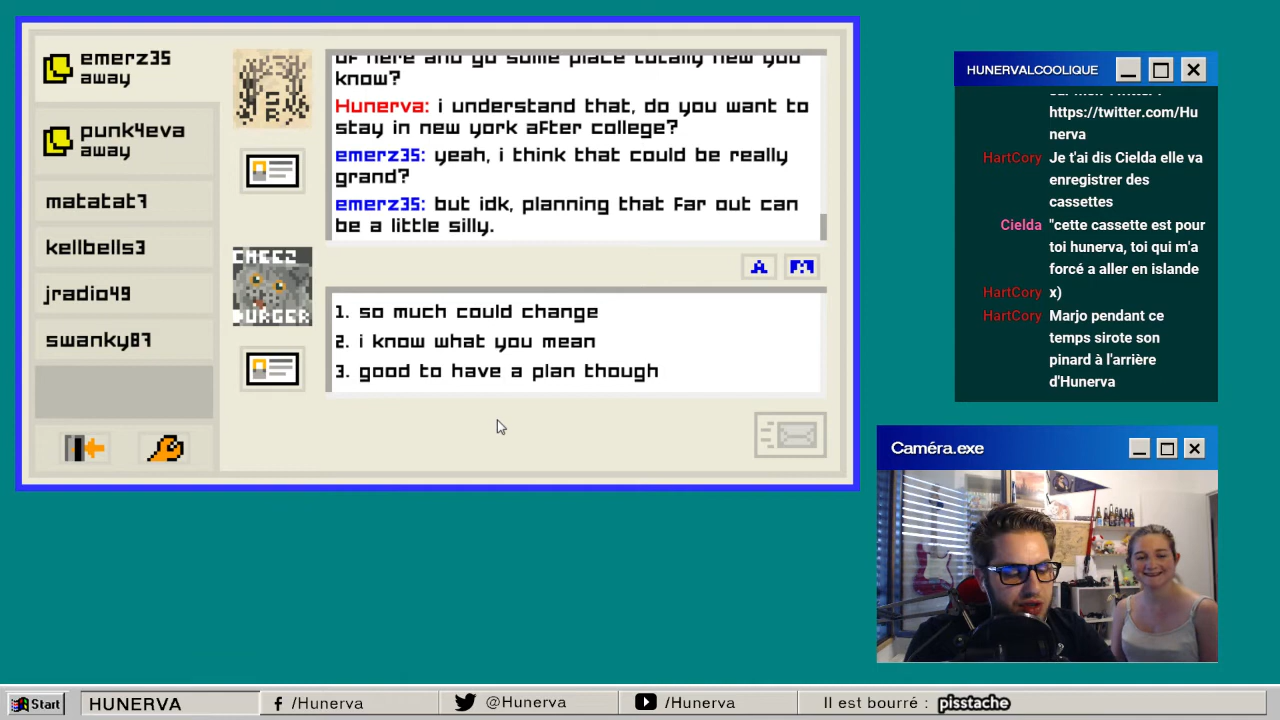 emerz35
away
punk4eva
away
matatat7
kellbells3
jradio49
swanky87
know?
Hunerva: i understand that, do you want to
stay in new york after college?
emerz35: yeah, i think that could be really
grand?
emerz35: but idk, planning that far out can
be a little silly.
CHEEZ
BURGER
1. so much could change
2. i know what you mean
3. good to have a plan though
HUNERVALCOOLIQUE
https://twitter.com/Hu
nerva
HartCory Je t'ai dis Cielda elle va
enregistrer des
cassettes
Cielda "cette cassette est pour
toi hunerva, toi qui m'a
forcé a aller en islande
HartCory x)
HartCory Marjo pendant ce
temps sirote son
pinard à l'arrière
d'Hunerva
Caméra.exe
Start
HUNERVA
/Hunerva
@Hunerva
/Hunerva
Il est bourré : pisstache